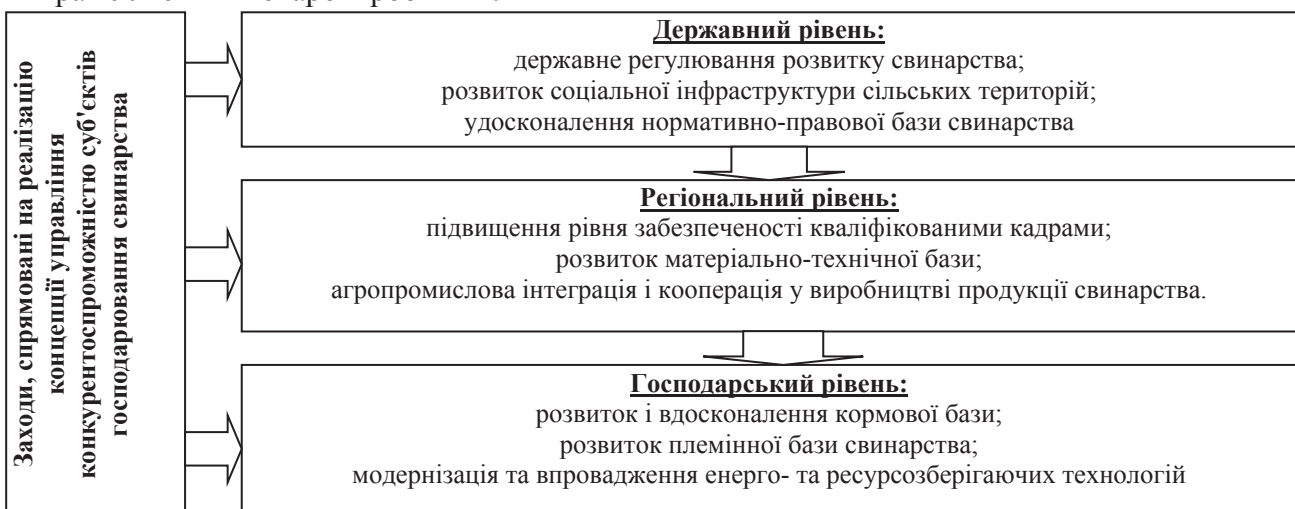 Заходи, спрямовані на реалізацію
концепції управління
конкурентоспроможністю суб'єктів
господарювання свинарства
Державний рівень:
державне регулювання розвитку свинарства;
розвиток соціальної інфраструктури сільських територій;
удосконалення нормативно-правової бази свинарства
Регіональний рівень:
підвищення рівня забезпеченості кваліфікованими кадрами;
розвиток матеріально-технічної бази;
агропромислова інтеграція і кооперація у виробництві продукції свинарства.
Господарський рівень:
розвиток і вдосконалення кормової бази;
розвиток племінної бази свинарства;
модернізація та впровадження енерго- та ресурсозберігаючих технологій